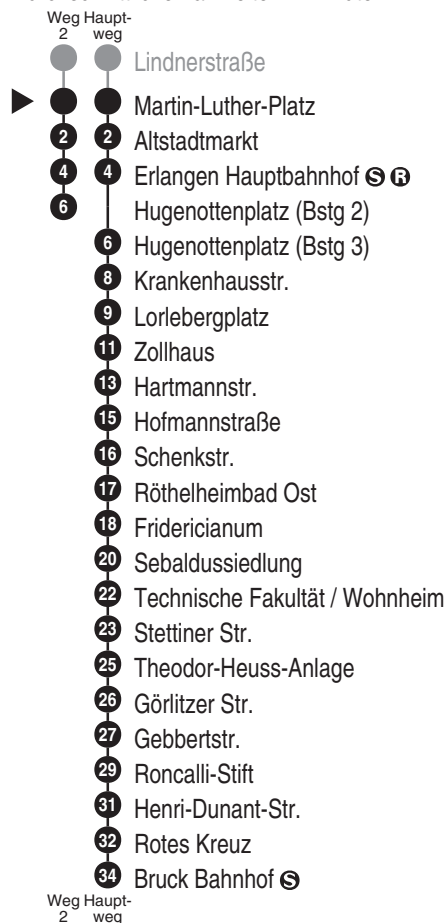 Weg Haupt-
2 weg
Lindnerstraße
Martin-Luther-Platz
2 2 Altstadtmarkt
4 4 Erlangen Hauptbahnhof S R
6 Hugenottenplatz (Bstg 2)
6 Hugenottenplatz (Bstg 3)
8 Krankenhausstr.
9 Lorlebergplatz
11 Zollhaus
13 Hartmannstr.
15 Hofmannstraße
16 Schenkstr.
17 Röthelheimbad Ost
18 Fridericianum
20 Sebaldussiedlung
22 Technische Fakultät / Wohnheim
23 Stettiner Str.
25 Theodor-Heuss-Anlage
26 Görlitzer Str.
27 Gebbertstr.
29 Roncalli-Stift
31 Henri-Dunant-Str.
32 Rotes Kreuz
34 Bruck Bahnhof S
Weg Haupt-
2 weg